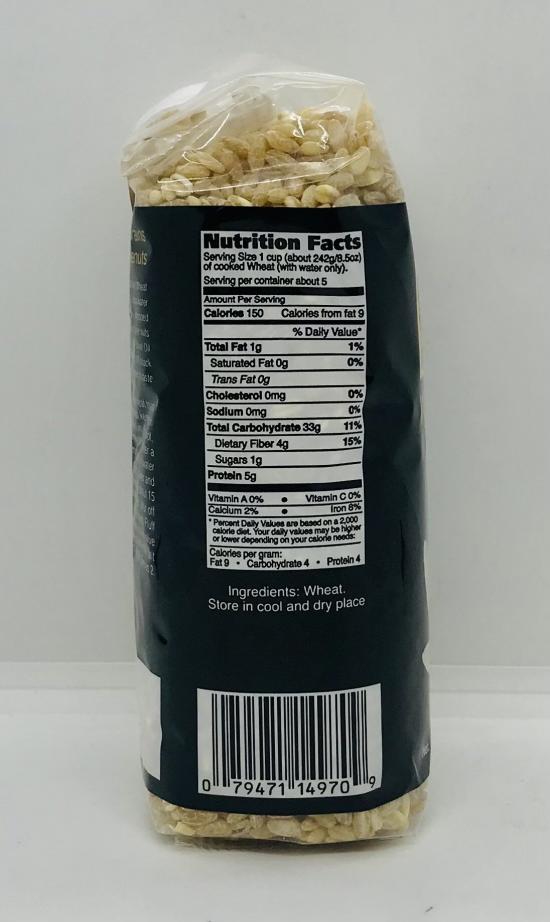 Nutrition Facts
Serving Size 1 cup (about 242g/8.5oz)
of cooked Wheat (with water only).
Serving per container about 5
Amount Per Serving
Calories 150 Calories from fat 9
% Daily Value*
Total Fat 1g 1%
Saturated Fat 0g 0%
Trans Fat 0g
Cholesterol 0mg 0%
Sodium 0mg 0%
Total Carbohydrate 33g 11%
Dietary Fiber 4g 15%
Sugars 1g
Protein 5g
Vitamin A 0% • Vitamin C 0%
Calcium 2% • Iron 8%
* Percent Daily Values are based on a 2,000
calorie diet. Your daily values may be higher
or lower depending on your calorie needs:
Calories per gram:
Fat 9 • Carbohydrate 4 • Protein 4
Ingredients: Wheat.
Store in cool and dry place
0 79471 14970 9